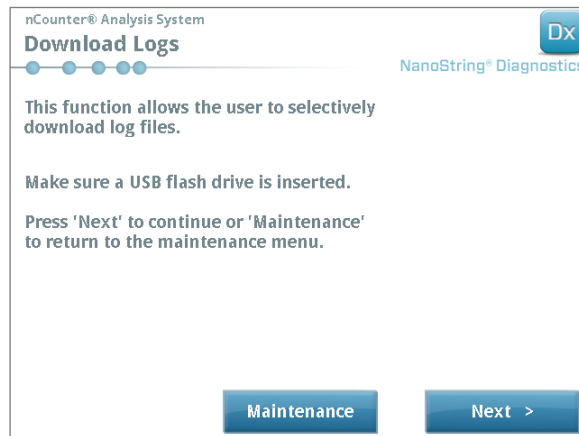 nCounter® Analysis System
Download Logs
Dx
NanoString® Diagnostics
This function allows the user to selectively
download log files.
Make sure a USB flash drive is inserted.
Press 'Next' to continue or 'Maintenance'
to return to the maintenance menu.
Maintenance
Next >